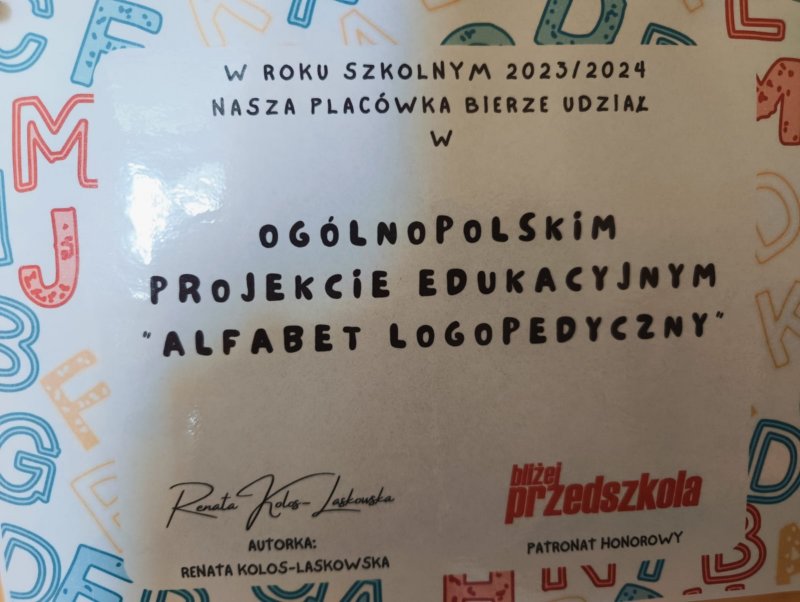 W ROKU SZKOLNYM 2023/2024
NASZA PLACÓWKA BIERZE UDZIAŁ
W
OGÓLNOPOLSKIM
PROJEKCIE EDUKACYJNYM
"ALFABET LOGOPEDYCZNY"
Renata Kolos-Laskowska
AUTORKA:
RENATA KOLOS-LASKOWSKA
bliżej
przedszkola
PATRONAT HONOROWY